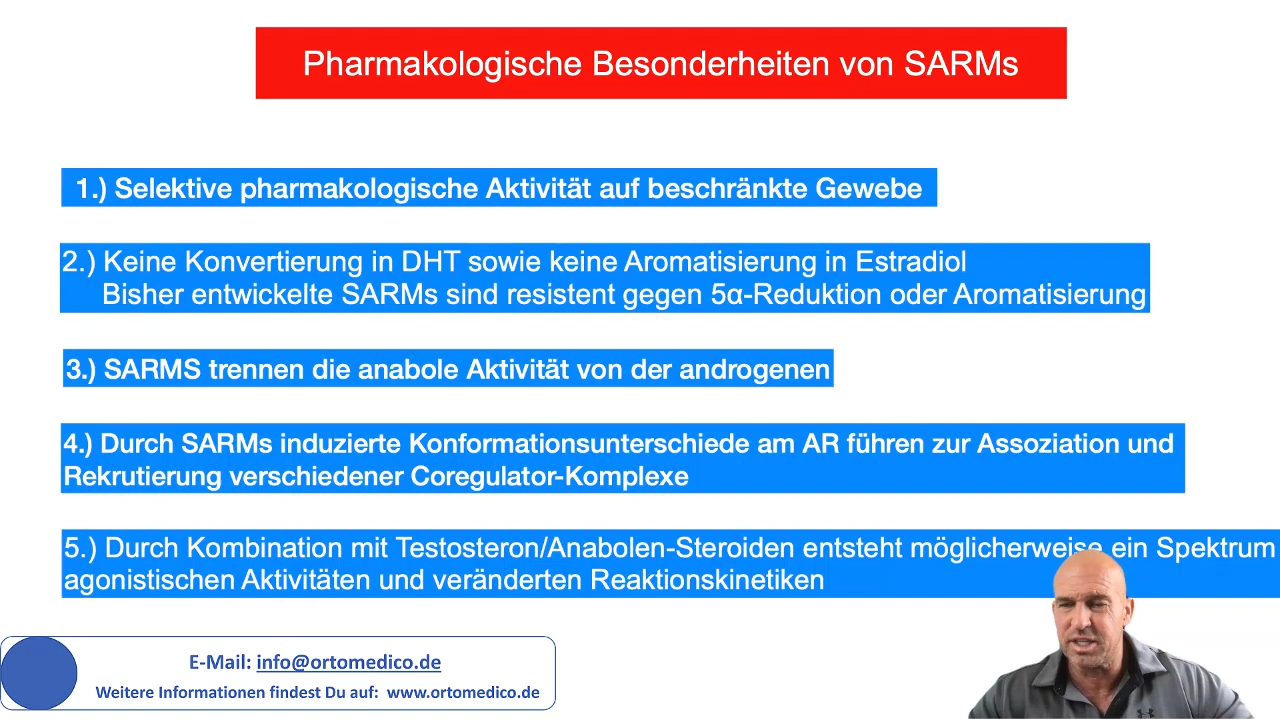 Pharmakologische Besonderheiten von SARMs
1.) Selektive pharmakologische Aktivität auf beschränkte Gewebe
2.) Keine Konvertierung in DHT sowie keine Aromatisierung in Estradiol
Bisher entwickelte SARMs sind resistent gegen 5α-Reduktion oder Aromatisierung
3.) SARMS trennen die anabole Aktivität von der androgenen
4.) Durch SARMs induzierte Konformationsunterschiede am AR führen zur Assoziation und
Rekrutierung verschiedener Coregulator-Komplexe
5.) Durch Kombination mit Testosteron/Anabolen-Steroiden entsteht möglicherweise ein Spektrum
agonistischen Aktivitäten und veränderten Reaktionskinetiken
E-Mail: info@ortomedico.de
Weitere Informationen findest Du auf: www.ortomedico.de